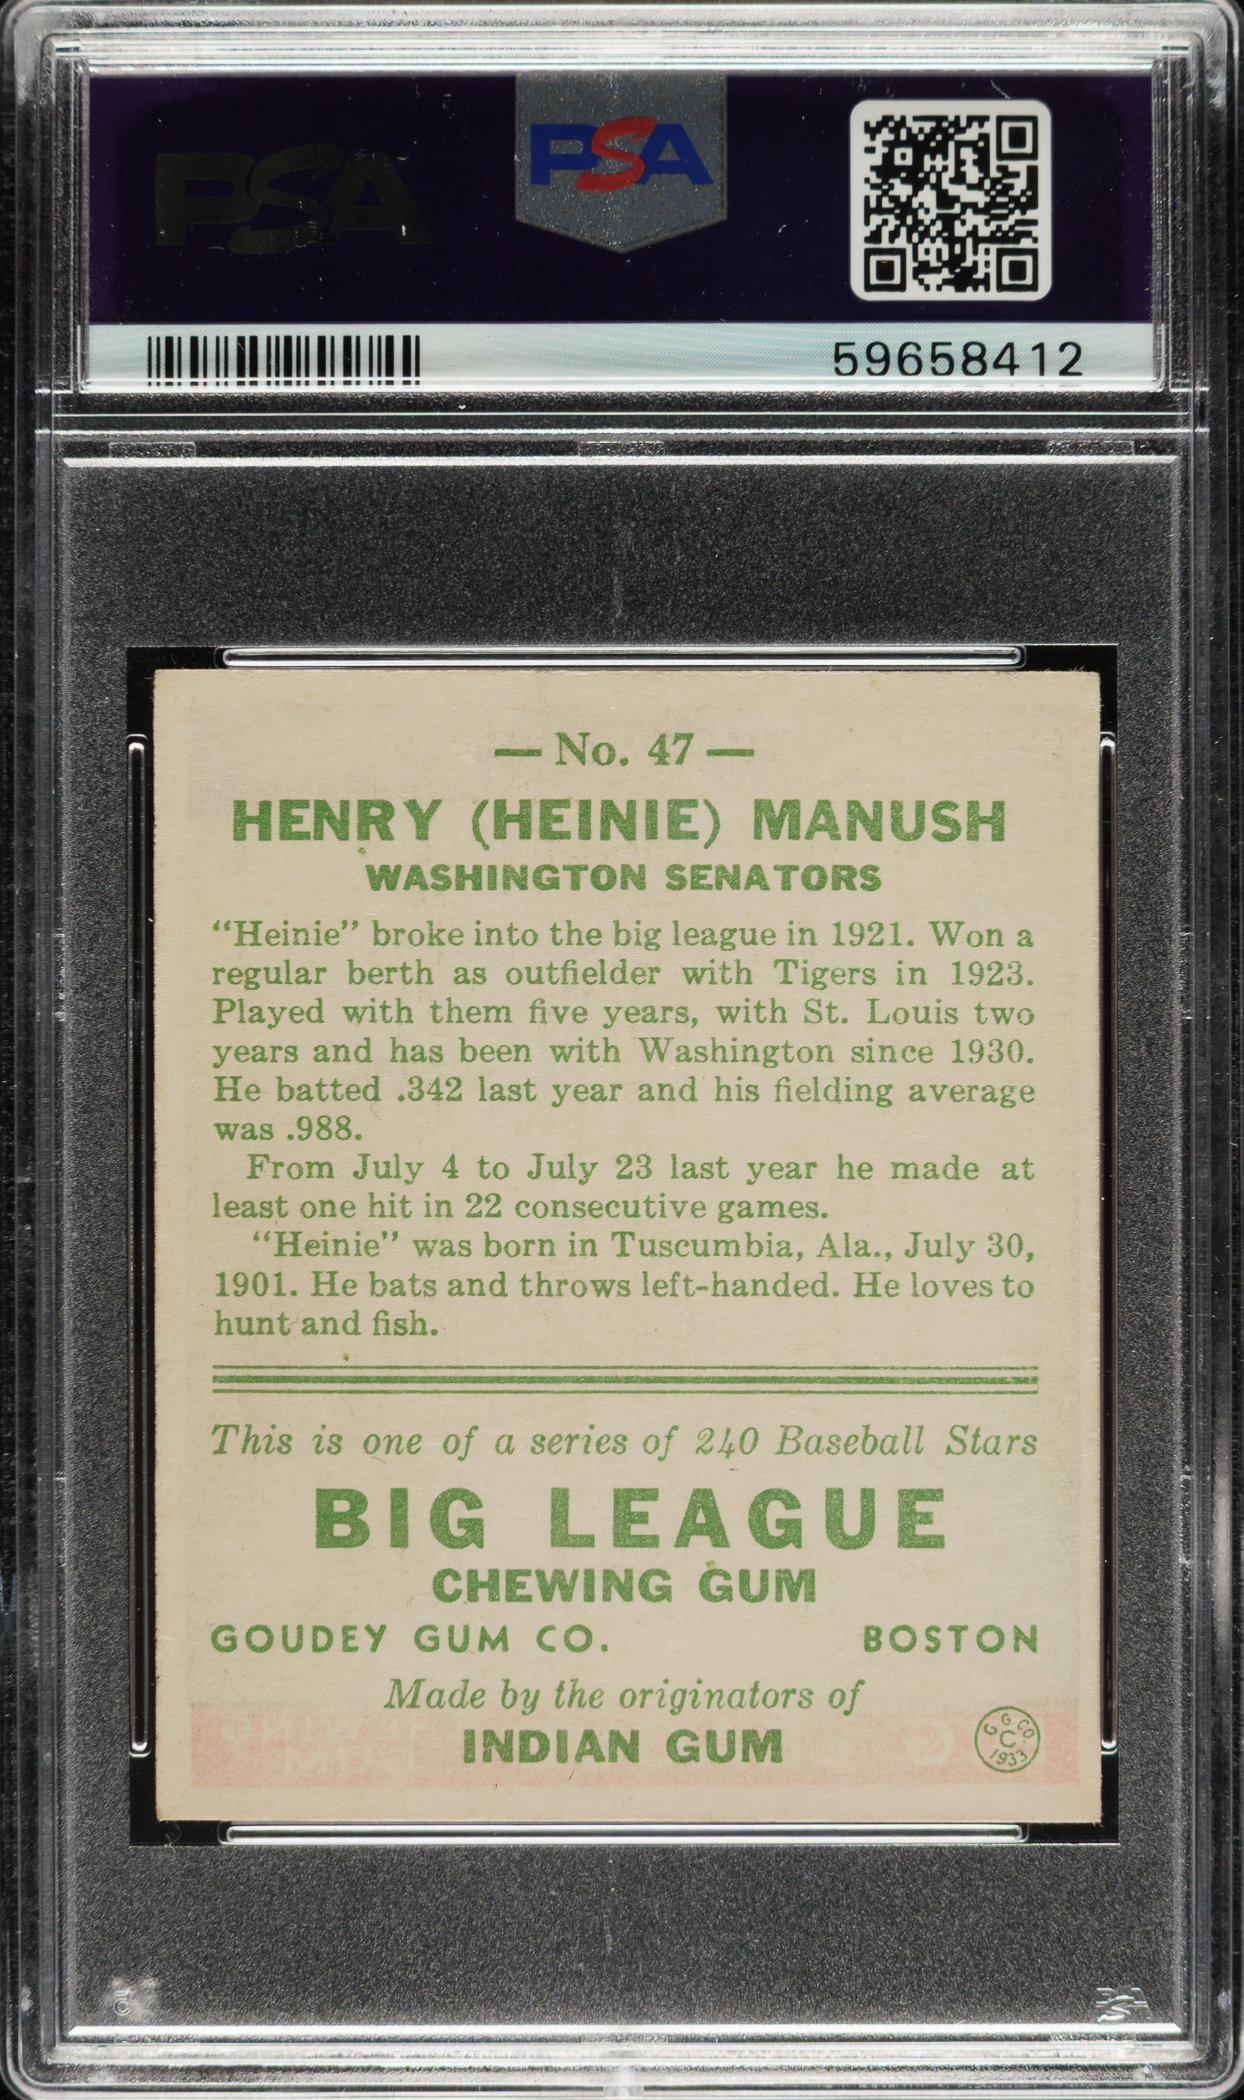 PSA
PSA
59658412
— No. 47 —
HENRY (HEINIE) MANUSH
WASHINGTON SENATORS
“Heinie” broke into the big league in 1921. Won a
regular berth as outfielder with Tigers in 1923.
Played with them five years, with St. Louis two
years and has been with Washington since 1930.
He batted .342 last year and his fielding average
was .988.
From July 4 to July 23 last year he made at
least one hit in 22 consecutive games.
“Heinie” was born in Tuscumbia, Ala., July 30,
1901. He bats and throws left-handed. He loves to
hunt and fish.
This is one of a series of 240 Baseball Stars
BIG LEAGUE
CHEWING GUM
GOUDEY GUM CO. BOSTON
Made by the originators of
INDIAN GUM
G G CO
C
1933